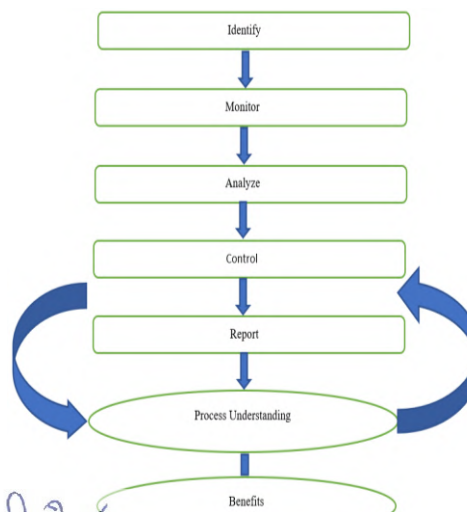 Identify
Monitor
Analyze
Control
Report
Process Understanding
Benefits